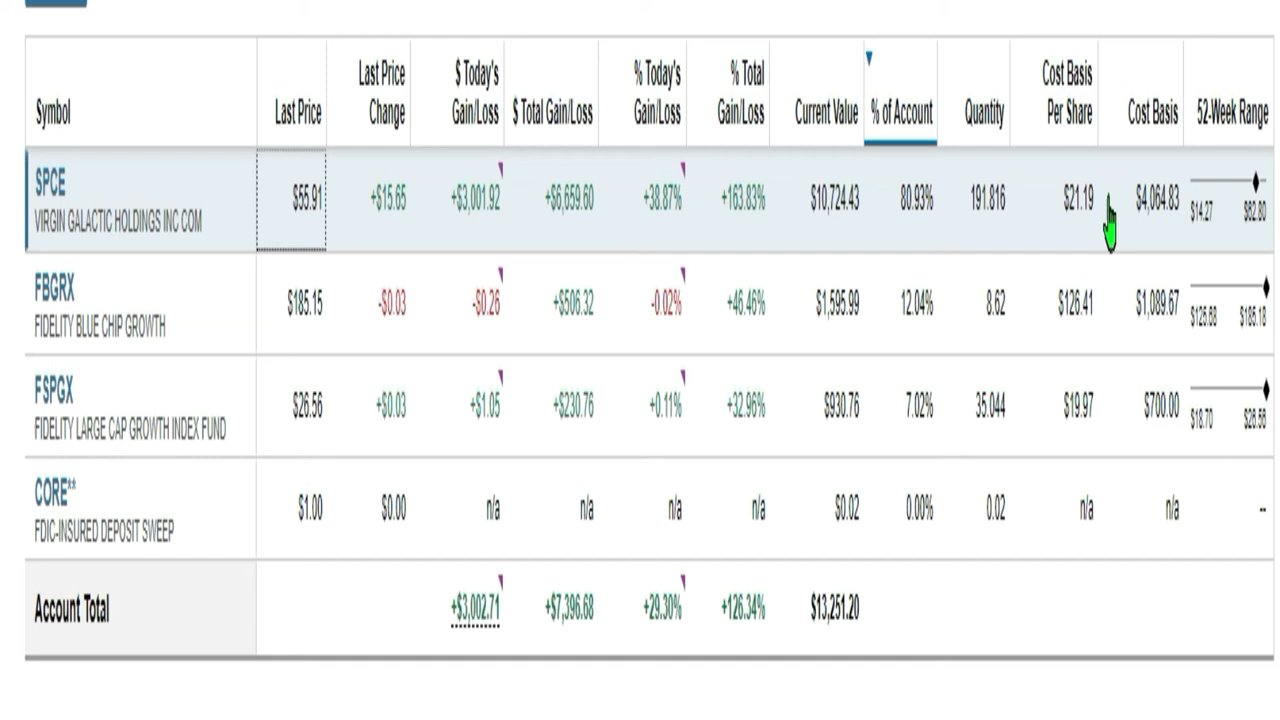 Symbol Last Price Last Price Change $ Today's Gain/Loss $ Total Gain/Loss % Today's Gain/Loss % Total Gain/Loss Current Value % of Account Quantity Cost Basis Per Share Cost Basis 52-Week Range
SPCE $55.91 +$15.65 +$3,001.92 +$6,659.60 +38.87% +163.83% $10,724.43 80.93% 191.816 $21.19 $4,064.83
VIRGIN GALACTIC HOLDINGS INC COM $14.27 $62.80
FBGRX $185.15 -$0.03 -$0.26 +$506.32 -0.02% +46.46% $1,595.99 12.04% 8.62 $126.41 $1,089.67
FIDELITY BLUE CHIP GROWTH $185.18
FSPGX $26.56 +$0.03 +$1.05 +$230.76 +0.11% +32.96% $930.76 7.02% 35.044 $19.97 $700.00
FIDELITY LARGE CAP GROWTH INDEX FUND $18.70 $26.56
CORE** $1.00 $0.00 n/a n/a n/a n/a $0.02 0.00% 0.02 n/a n/a --
FDIC-INSURED DEPOSIT SWEEP
Account Total +$3,002.71 +$7,396.68 +29.30% +126.34% $13,251.20